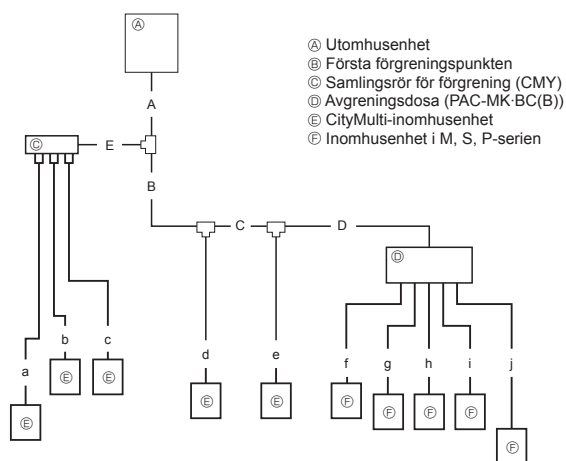 Ⓐ
Ⓐ Utomhusenhet
Ⓑ Första förgreningspunkten
Ⓒ Samlingsrör för förgrening (CMY)
Ⓓ Avgreningsdosa (PAC-MK·BC(B))
Ⓔ CityMulti-inomhusenhet
Ⓕ Inomhusenhet i M, S, P-serien
A
Ⓒ
E
B
C
D
Ⓓ
a
b
c
d
e
f
g
h
i
j
Ⓔ
Ⓔ
Ⓔ
Ⓔ
Ⓔ
Ⓕ
Ⓕ
Ⓕ
Ⓕ
Ⓕ